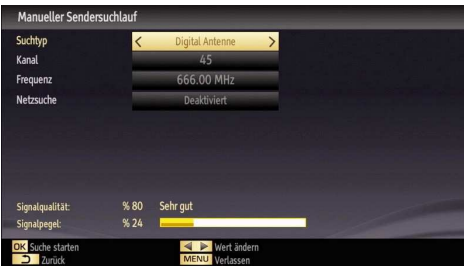 Manueller Sendersuchlauf
Suchtyp < Digital Antenne >
Kanal 45
Frequenz 666.00 MHz
Netzsuche Deaktiviert
Signalqualität: % 80 Sehr gut
Signalpegel: % 24
OK Suche starten Wert ändern
Zurück MENU Verlassen